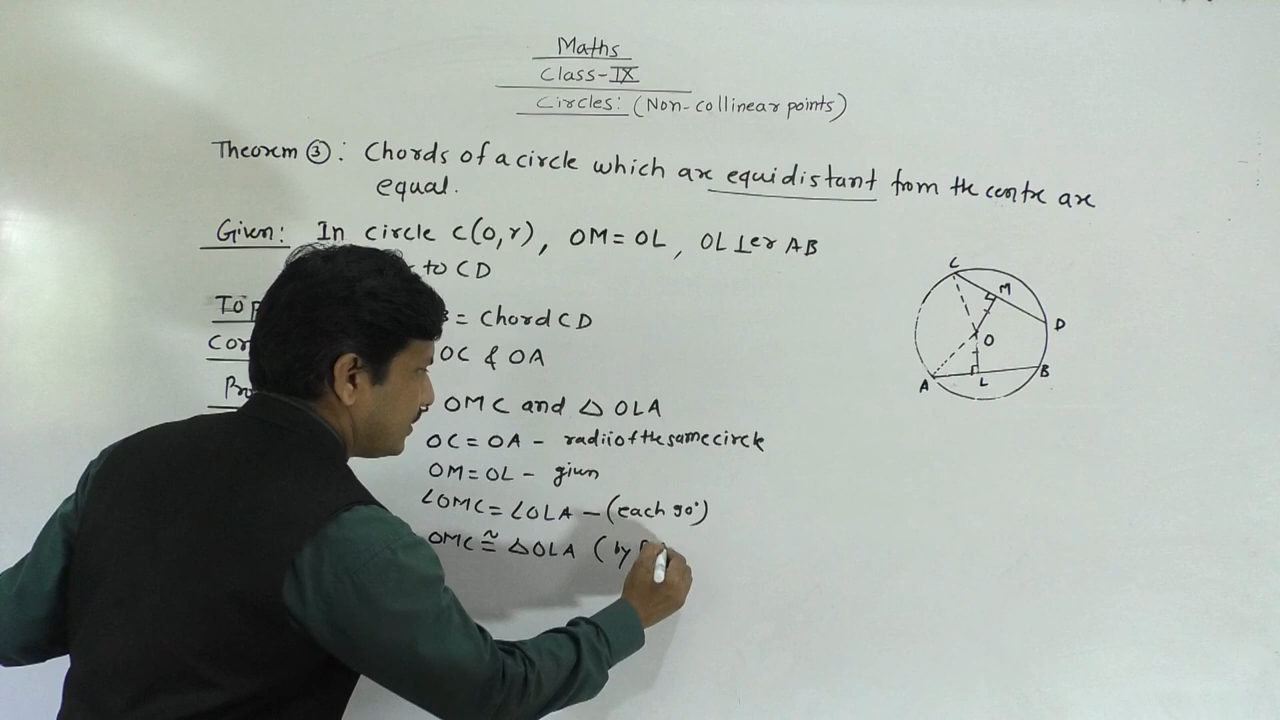 Maths
Class-IX
Circles: (Non-collinear points)
Theorem ③: Chords of a circle which are equidistant from the centre are
equal.
Given: In circle C(O,r), OM=OL, OL⊥er AB
to CD
= Chord CD
OC & OA
OMC and △OLA
OC=OA - radii of the same circle
OM=OL - given
∠OMC=∠OLA - (each 90°)
OMC≅△OLA (by
C
M
D
O
A
L
B